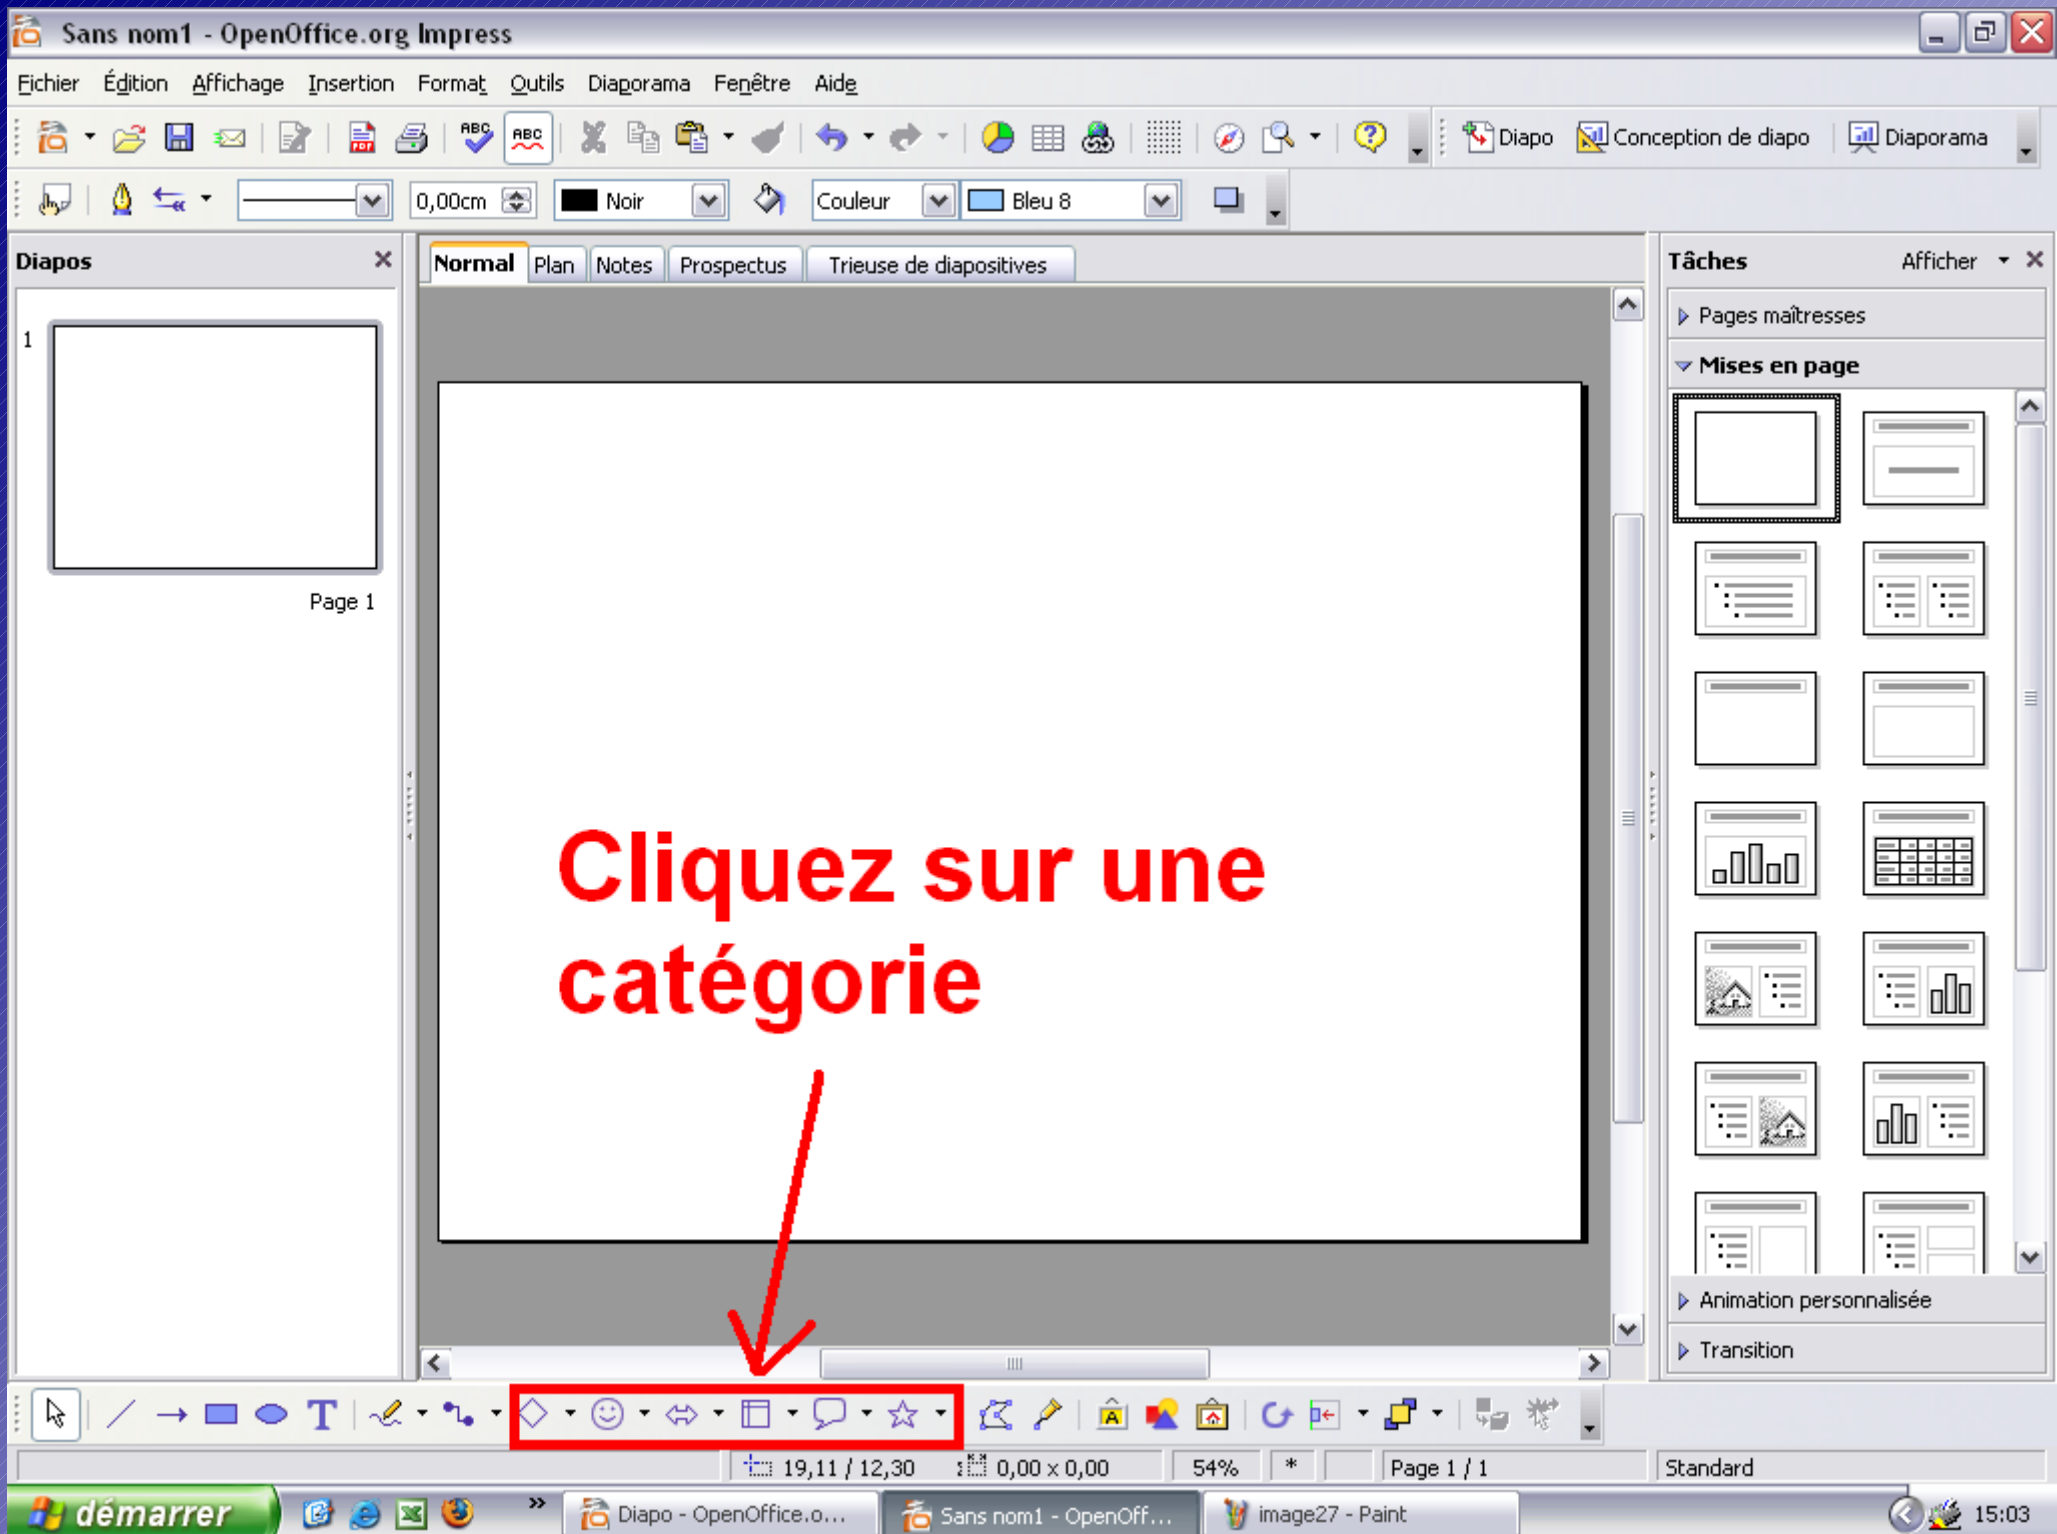 Sans nom1 - OpenOffice.org Impress
Fichier Édition Affichage Insertion Format Outils Diaporama Fenêtre Aide
ABC ABC Diapo Conception de diapo Diaporama
0,00cm Noir Couleur Bleu 8
Diapos
Normal Plan Notes Prospectus Trieuse de diapositives
Tâches Afficher
Pages maîtresses
1
Mises en page
Page 1
Cliquez sur une
catégorie
Animation personnalisée
Transition
T
19,11 / 12,30 0,00 x 0,00 54% * Page 1 / 1 Standard
démarrer » Diapo - OpenOffice.o... Sans nom1 - OpenOff... image27 - Paint 15:03